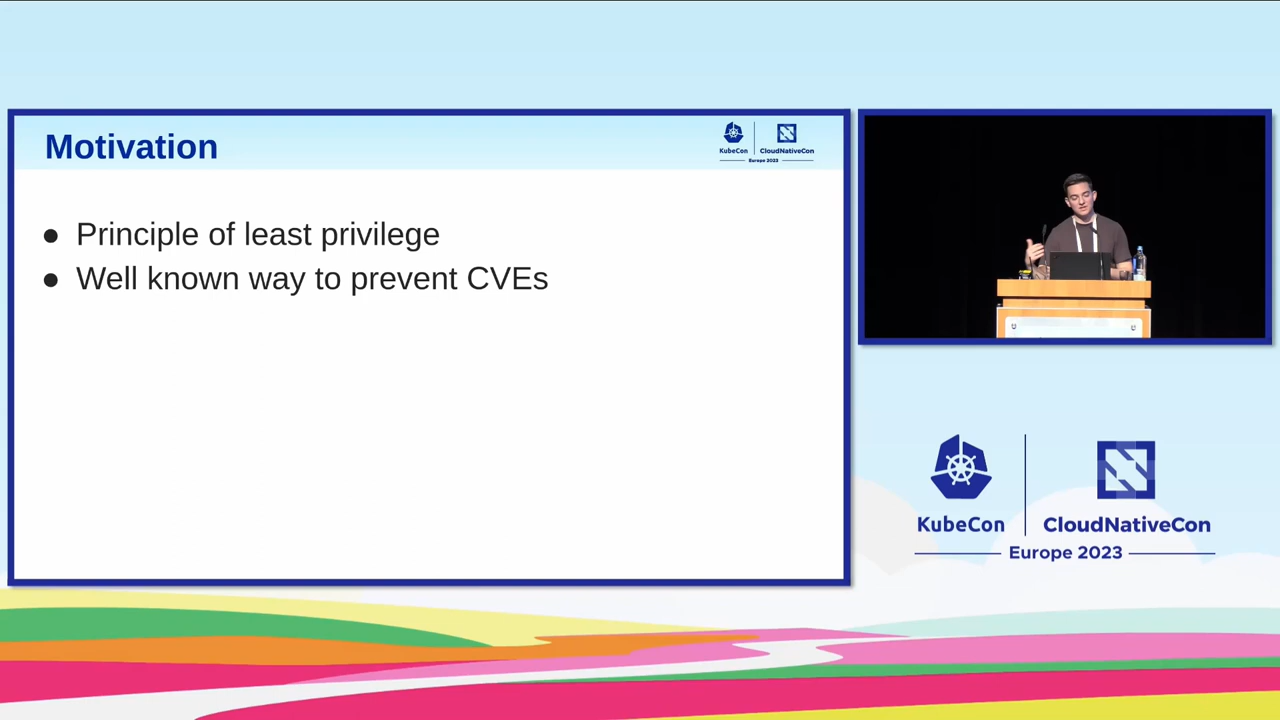 Motivation
KubeCon
CloudNativeCon
Europe 2023
● Principle of least privilege
● Well known way to prevent CVEs
KubeCon
CloudNativeCon
Europe 2023